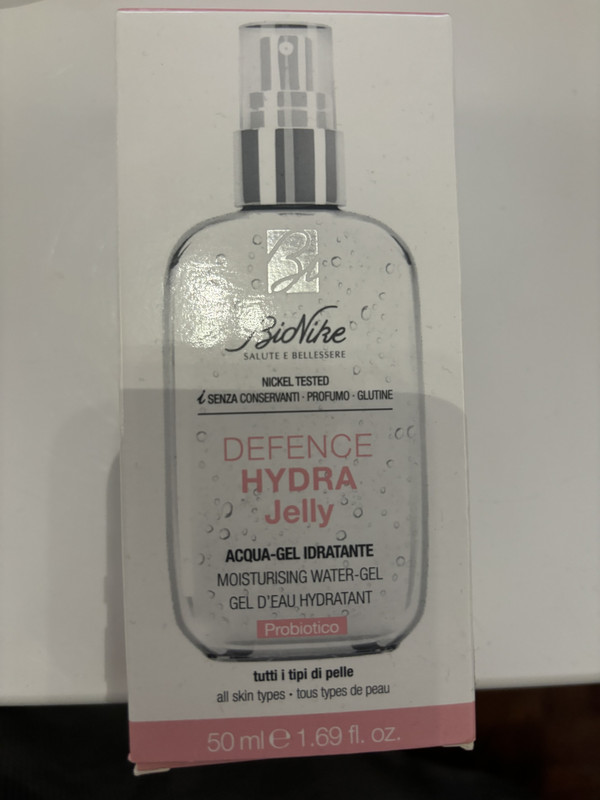 Bi
BioNike
SALUTE E BELLESSERE
NICKEL TESTED
i SENZA CONSERVANTI · PROFUMO · GLUTINE
DEFENCE
HYDRA
Jelly
ACQUA-GEL IDRATANTE
MOISTURISING WATER-GEL
GEL D'EAU HYDRATANT
Probiotico
tutti i tipi di pelle
all skin types · tous types de peau
50 ml ℮ 1.69 fl. oz.